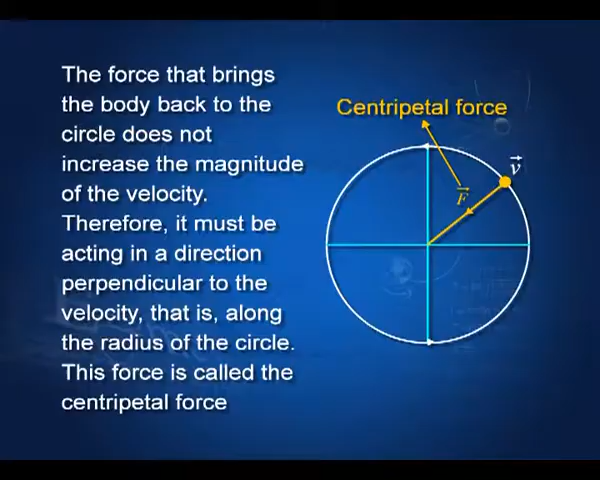 The force that brings
the body back to the
circle does not
increase the magnitude
of the velocity.
Therefore, it must be
acting in a direction
perpendicular to the
velocity, that is, along
the radius of the circle.
This force is called the
centripetal force
Centripetal force
v⃗
F⃗